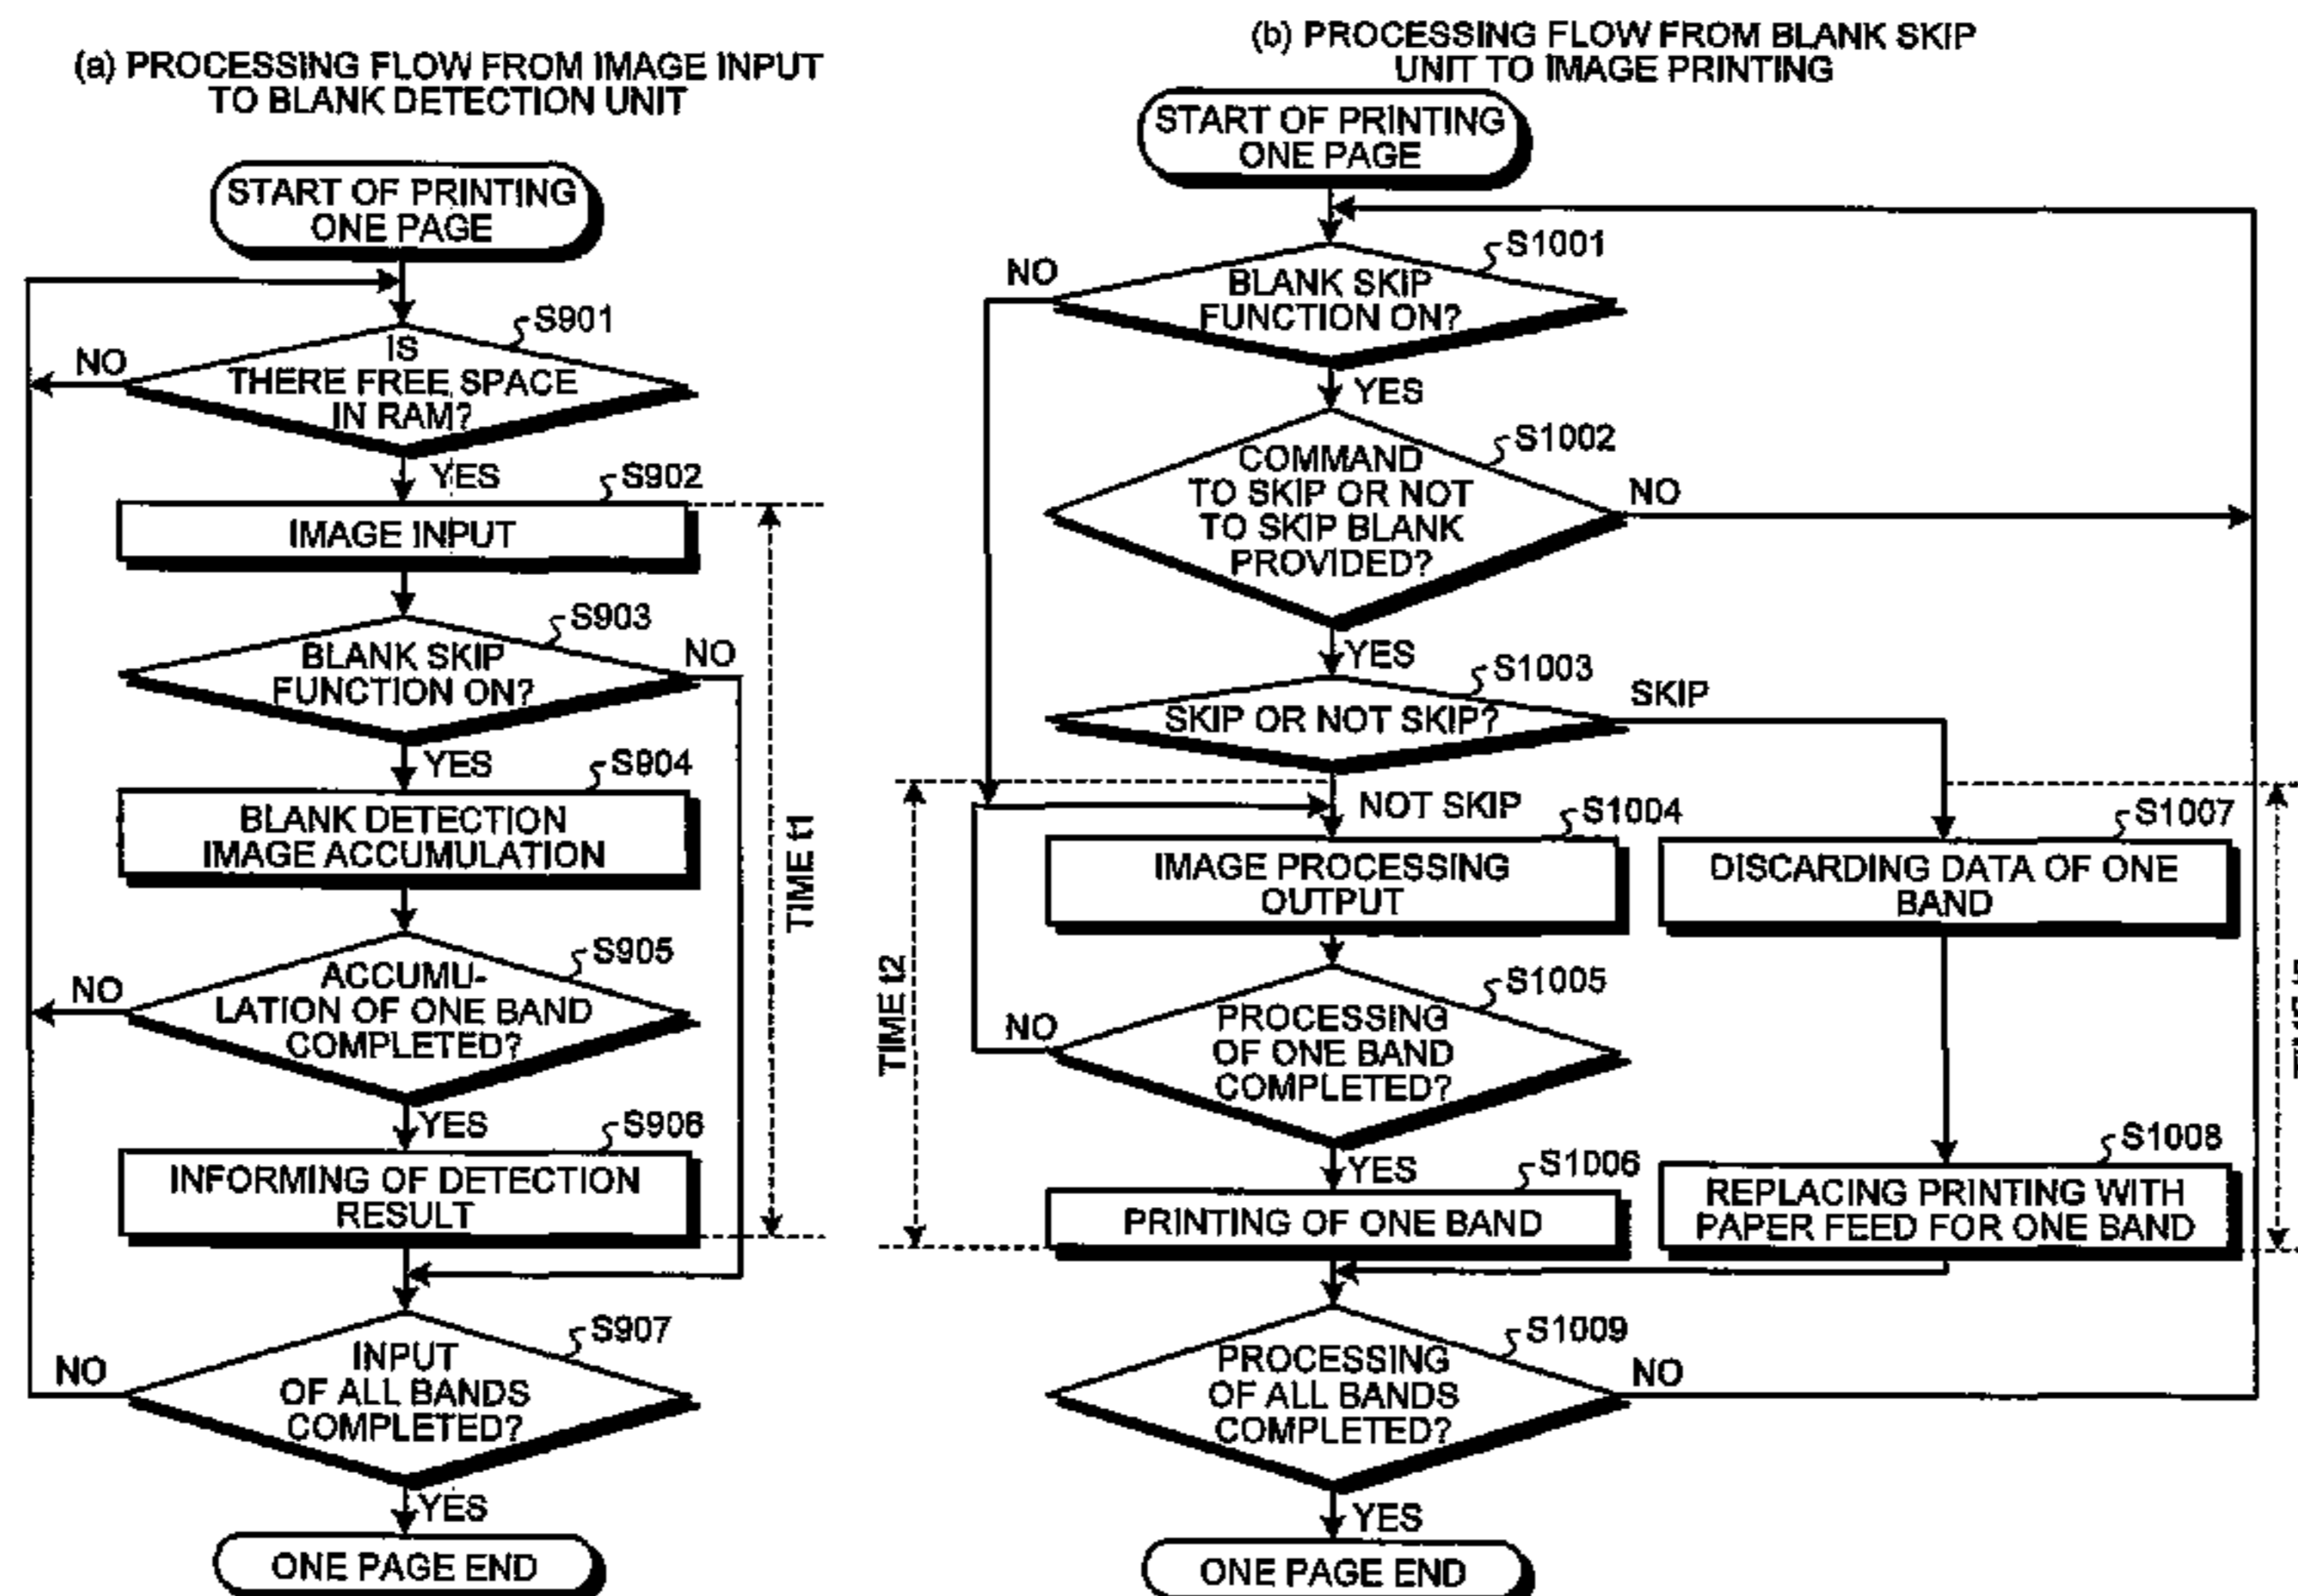 (a) PROCESSING FLOW FROM IMAGE INPUT
TO BLANK DETECTION UNIT
START OF PRINTING
ONE PAGE
S901
IS
THERE FREE SPACE
IN RAM?
NO
YES
S902
IMAGE INPUT
S903
BLANK SKIP
FUNCTION ON?
NO
YES
S904
BLANK DETECTION
IMAGE ACCUMULATION
TIME t1
S905
ACCUMU-
LATION OF ONE BAND
COMPLETED?
NO
YES
S906
INFORMING OF DETECTION
RESULT
S907
INPUT
OF ALL BANDS
COMPLETED?
NO
YES
ONE PAGE END
(b) PROCESSING FLOW FROM BLANK SKIP
UNIT TO IMAGE PRINTING
START OF PRINTING
ONE PAGE
S1001
BLANK SKIP
FUNCTION ON?
NO
YES
S1002
COMMAND
TO SKIP OR NOT
TO SKIP BLANK
PROVIDED?
NO
YES
S1003
SKIP OR NOT SKIP?
SKIP
NOT SKIP
S1004
IMAGE PROCESSING
OUTPUT
TIME t2
S1005
PROCESSING
OF ONE BAND
COMPLETED?
NO
YES
S1006
PRINTING OF ONE BAND
S1007
DISCARDING DATA OF ONE
BAND
S1008
REPLACING PRINTING WITH
PAPER FEED FOR ONE BAND
S1009
PROCESSING
OF ALL BANDS
COMPLETED?
NO
YES
ONE PAGE END